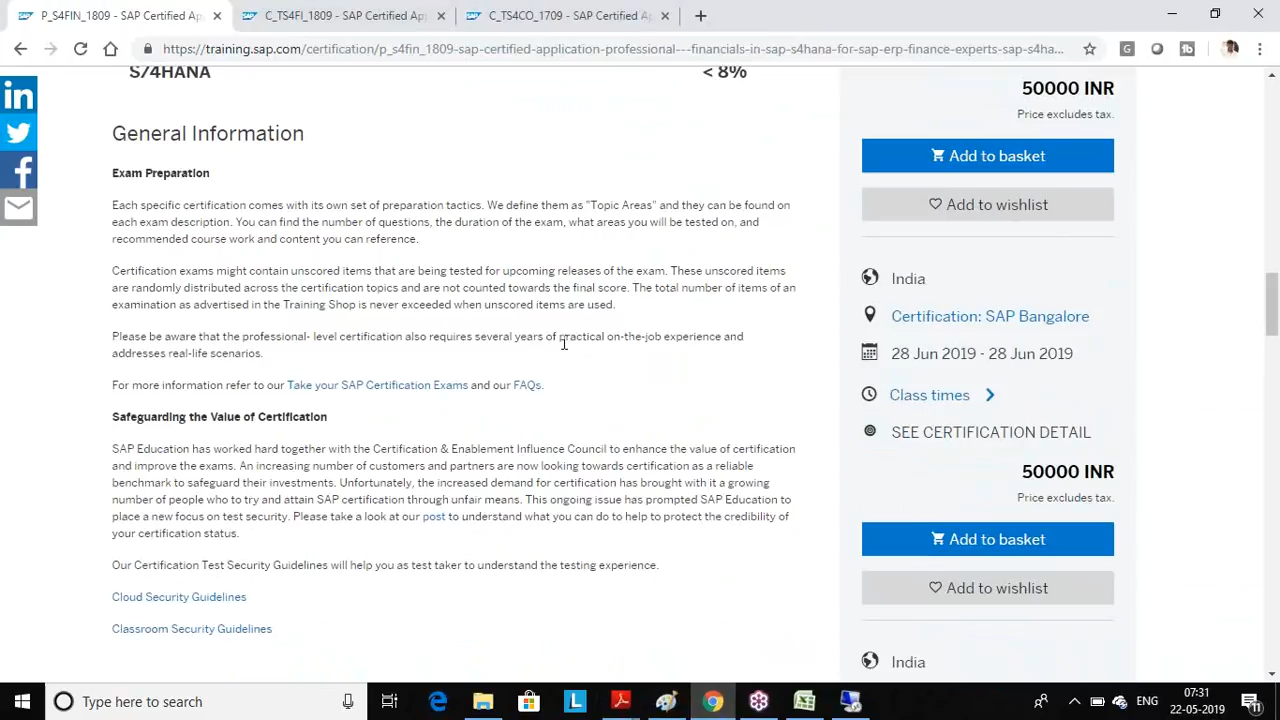 P_S4FIN_1809 - SAP Certified Ap
C_TS4FI_1809 - SAP Certified Ap
C_TS4CO_1709 - SAP Certified A
https://training.sap.com/certification/p_s4fin_1809-sap-certified-application-professional---financials-in-sap-s4hana-for-sap-erp-finance-experts-sap-s4ha...
S/4HANA
< 8%
General Information
Exam Preparation
Each specific certification comes with its own set of preparation tactics. We define them as "Topic Areas" and they can be found on
each exam description. You can find the number of questions, the duration of the exam, what areas you will be tested on, and
recommended course work and content you can reference.
Certification exams might contain unscored items that are being tested for upcoming releases of the exam. These unscored items
are randomly distributed across the certification topics and are not counted towards the final score. The total number of items of an
examination as advertised in the Training Shop is never exceeded when unscored items are used.
Please be aware that the professional- level certification also requires several years of practical on-the-job experience and
addresses real-life scenarios.
For more information refer to our Take your SAP Certification Exams and our FAQs.
Safeguarding the Value of Certification
SAP Education has worked hard together with the Certification & Enablement Influence Council to enhance the value of certification
and improve the exams. An increasing number of customers and partners are now looking towards certification as a reliable
benchmark to safeguard their investments. Unfortunately, the increased demand for certification has brought with it a growing
number of people who to try and attain SAP certification through unfair means. This ongoing issue has prompted SAP Education to
place a new focus on test security. Please take a look at our post to understand what you can do to help to protect the credibility of
your certification status.
Our Certification Test Security Guidelines will help you as test taker to understand the testing experience.
Cloud Security Guidelines
Classroom Security Guidelines
50000 INR
Price excludes tax.
Add to basket
Add to wishlist
India
Certification: SAP Bangalore
28 Jun 2019 - 28 Jun 2019
Class times
SEE CERTIFICATION DETAIL
50000 INR
Price excludes tax.
Add to basket
Add to wishlist
India
Type here to search
ENG
07:31
22-05-2019